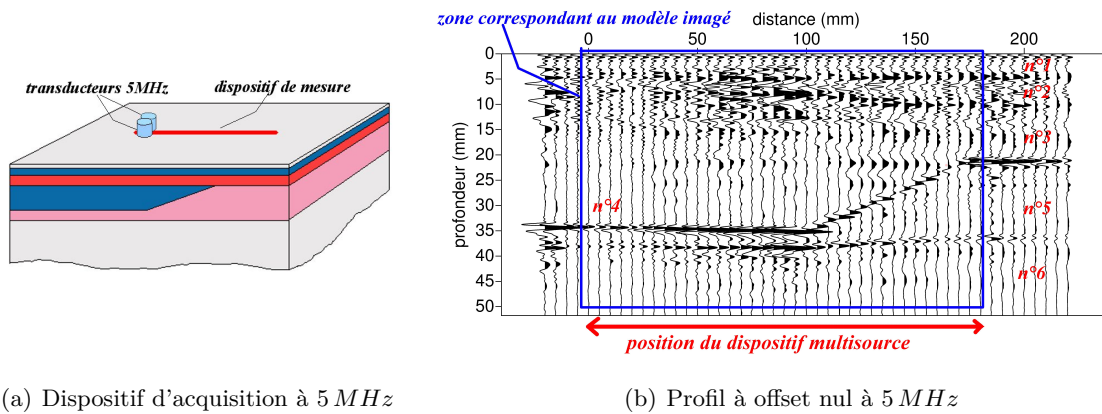 transducteurs 5MHz
dispositif de mesure
zone correspondant au modèle imagé
distance (mm)
0 50 100 150 200
profondeur (mm)
0
5
10
15
20
25
30
35
40
45
50
n°1
n°2
n°3
n°4
n°5
n°6
position du dispositif multisource
(a) Dispositif d'acquisition à 5 MHz
(b) Profil à offset nul à 5 MHz